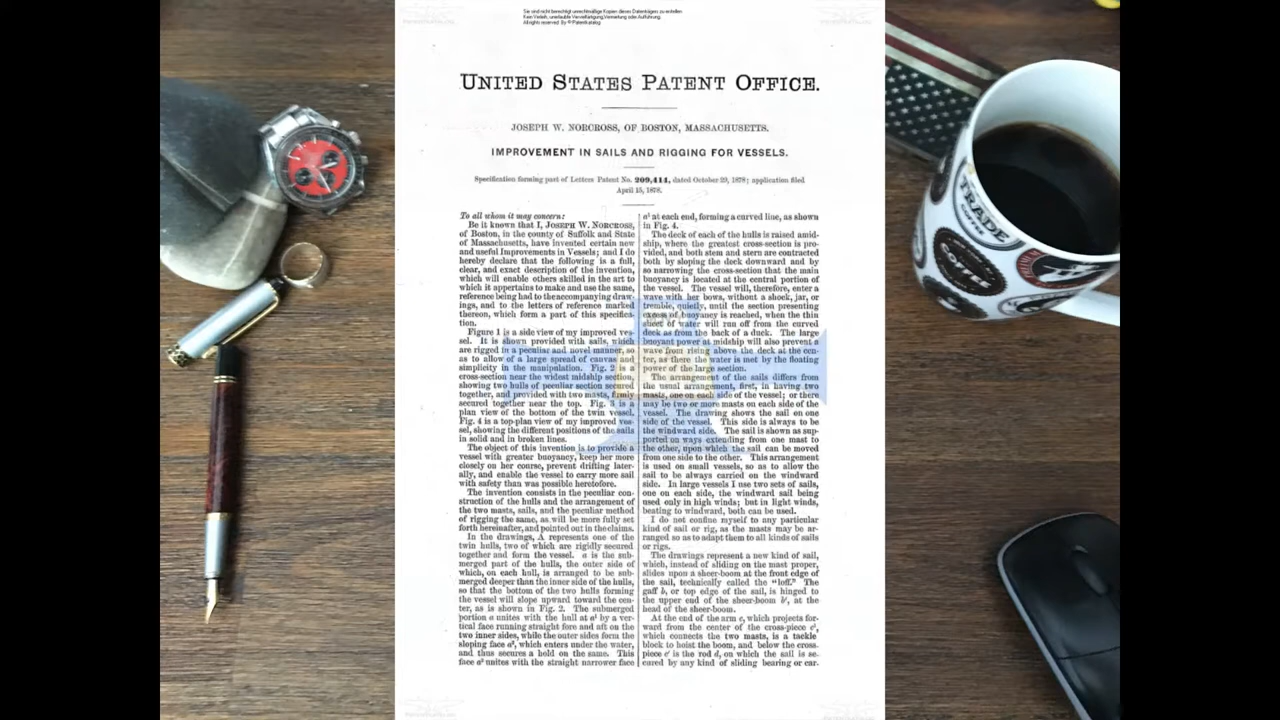 Sie sind nicht berechtigt unrechtmäßige Kopien dieses Datenträgers zu erstellen
Kein Verleih, unerlaubte Vervielfältigung, Vermietung oder Aufführung.
All rights reserved By © Patentkatalog
UNITED STATES PATENT OFFICE.
JOSEPH W. NORCROSS, OF BOSTON, MASSACHUSETTS.
IMPROVEMENT IN SAILS AND RIGGING FOR VESSELS.
Specification forming part of Letters Patent No. 209,414, dated October 29, 1878; application filed
April 15, 1878.
To all whom it may concern:
Be it known that I, JOSEPH W. NORCROSS,
of Boston, in the county of Suffolk and State
of Massachusetts, have invented certain new
and useful Improvements in Vessels; and I do
hereby declare that the following is a full,
clear, and exact description of the invention,
which will enable others skilled in the art to
which it appertains to make and use the same,
reference being had to the accompanying draw-
ings, and to the letters of reference marked
thereon, which form a part of this specifica-
tion.
Figure 1 is a side view of my improved ves-
sel. It is shown provided with sails, which
are rigged in a peculiar and novel manner, so
as to allow of a large spread of canvas and
simplicity in the manipulation. Fig. 2 is a
cross-section near the widest midship section,
showing two hulls of peculiar section secured
together, and provided with two masts, firmly
secured together near the top. Fig. 3 is a
plan view of the bottom of the twin vessel.
Fig. 4 is a top-plan view of my improved ves-
sel, showing the different positions of the sails
in solid and in broken lines.
The object of this invention is to provide a
vessel with greater buoyancy, keep her more
closely on her course, prevent drifting later-
ally, and enable the vessel to carry more sail
with safety than was possible heretofore.
The invention consists in the peculiar con-
struction of the hulls and the arrangement of
the two masts, sails, and the peculiar method
of rigging the same, as will be more fully set
forth hereinafter, and pointed out in the claims.
In the drawings, A represents one of the
twin hulls, two of which are rigidly secured
together and form the vessel. a is the sub-
merged part of the hulls, the outer side of
which, on each hull, is arranged to be sub-
merged deeper than the inner side of the hulls,
so that the bottom of the two hulls forming
the vessel will slope upward toward the cen-
ter, as is shown in Fig. 2. The submerged
portion a unites with the hull at a¹ by a ver-
tical face running straight fore and aft on the
two inner sides, while the outer sides form the
sloping face a², which enters under the water,
and thus secures a hold on the same. This
face a² unites with the straight narrower face
a¹ at each end, forming a curved line, as shown
in Fig. 4.
The deck of each of the hulls is raised amid-
ship, where the greatest cross-section is pro-
vided, and both stem and stern are contracted
both by sloping the deck downward and by
so narrowing the cross-section that the main
buoyancy is located at the central portion of
the vessel. The vessel will, therefore, enter a
wave with her bows, without a shock, jar, or
tremble, quietly, until the section presenting
excess of buoyancy is reached, when the thin
sheet of water will run off from the curved
deck as from the back of a duck. The large
buoyant power at midship will also prevent a
wave from rising above the deck at the cen-
ter, as there the water is met by the floating
power of the large section.
The arrangement of the sails differs from
the usual arrangement, first, in having two
masts, one on each side of the vessel; or there
may be two or more masts on each side of the
vessel. The drawing shows the sail on one
side of the vessel. This side is always to be
the windward side. The sail is shown as sup-
ported on ways extending from one mast to
the other, upon which the sail can be moved
from one side to the other. This arrangement
is used on small vessels, so as to allow the
sail to be always carried on the windward
side. In large vessels I use two sets of sails,
one on each side, the windward sail being
used only in high winds; but in light winds,
beating to windward, both can be used.
I do not confine myself to any particular
kind of sail or rig, as the masts may be ar-
ranged so as to adapt them to all kinds of sails
or rigs.
The drawings represent a new kind of sail,
which, instead of sliding on the mast proper,
slides upon a sheer-boom at the front edge of
the sail, technically called the "loff." The
gaff b, or top edge of the sail, is hinged to
the upper end of the sheer-boom b', at the
head of the sheer-boom.
At the end of the arm c, which projects for-
ward from the center of the cross-piece c¹,
which connects the two masts, is a tackle
block to hoist the boom, and below the cross-
piece c' is the rod d, on which the sail is se-
cured by any kind of sliding bearing or car-
TRADE